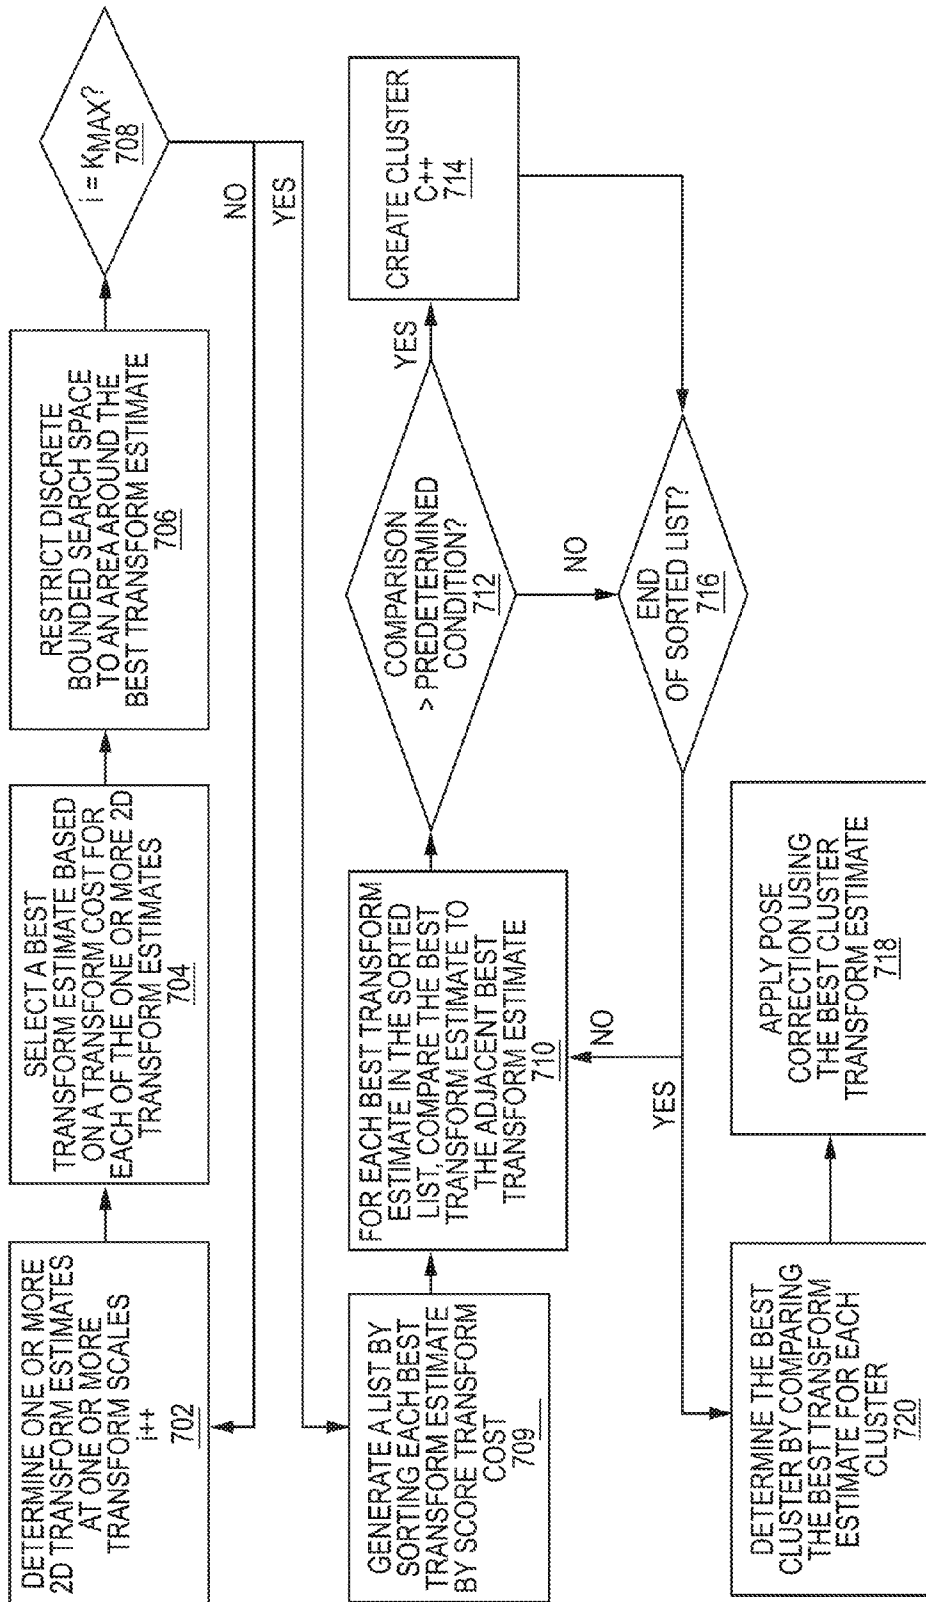 DETERMINE ONE OR MORE
2D TRANSFORM ESTIMATES
AT ONE OR MORE
TRANSFORM SCALES
i++
702
SELECT A BEST
TRANSFORM ESTIMATE BASED
ON A TRANSFORM COST FOR
EACH OF THE ONE OR MORE 2D
TRANSFORM ESTIMATES
704
RESTRICT DISCRETE
BOUNDED SEARCH SPACE
TO AN AREA AROUND THE
BEST TRANSFORM ESTIMATE
706
i = KMAX?
708
NO
YES
GENERATE A LIST BY
SORTING EACH BEST
TRANSFORM ESTIMATE
BY SCORE TRANSFORM
COST
709
FOR EACH BEST TRANSFORM
ESTIMATE IN THE SORTED
LIST, COMPARE THE BEST
TRANSFORM ESTIMATE TO
THE ADJACENT BEST
TRANSFORM ESTIMATE
710
COMPARISON
> PREDETERMINED
CONDITION?
712
YES
CREATE CLUSTER
C++
714
NO
END
OF SORTED LIST?
716
NO
YES
DETERMINE THE BEST
CLUSTER BY COMPARING
THE BEST TRANSFORM
ESTIMATE FOR EACH
CLUSTER
720
APPLY POSE
CORRECTION USING
THE BEST CLUSTER
TRANSFORM ESTIMATE
718